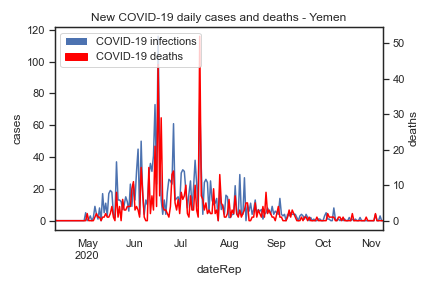 New COVID-19 daily cases and deaths - Yemen
COVID-19 infections
COVID-19 deaths
120
100
80
60
40
20
0
cases
50
40
30
20
10
0
deaths
May
2020
Jun
Jul
Aug
Sep
Oct
Nov
dateRep